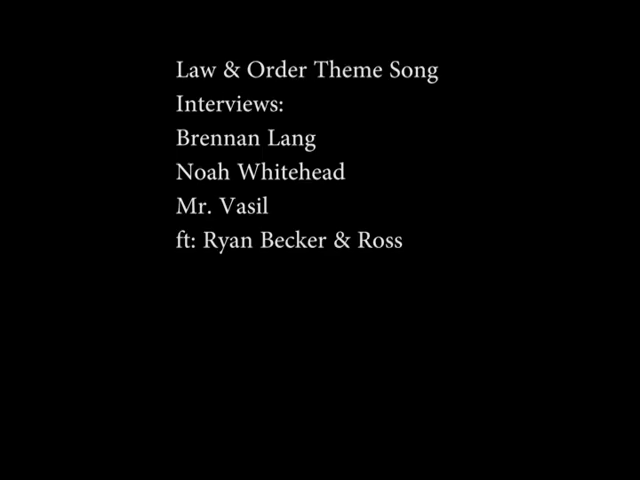 Law & Order Theme Song
Interviews:
Brennan Lang
Noah Whitehead
Mr. Vasil
ft: Ryan Becker & Ross